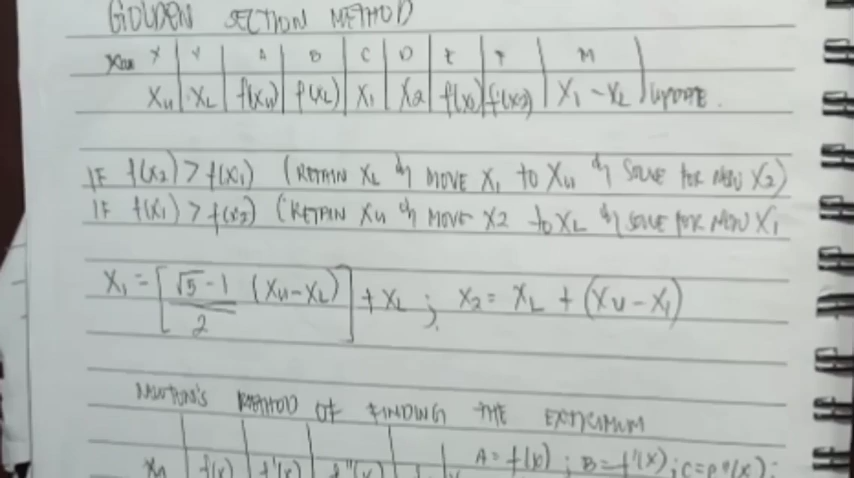 GOLDEN SECTION METHOD
X Y A B C D E F M
Xu XL f(Xu) f(XL) X1 X2 f(X1) f(X2) X1 - XL UPDATE.
IF f(X2) > f(X1) (RETAIN XL & MOVE X1 to Xu & SOLVE for NEW X2)
IF f(X1) > f(X2) (RETAIN Xu & MOVE X2 to XL & SOLVE FOR NEW X1
X1 = [√5 - 1 / 2 (Xu - XL)] + XL ; X2 = XL + (Xu - X1)
NEWTON'S METHOD OF FINDING THE EXTREMUM
A = f(x) ; B = f'(x) ; C = f"(x) ;
Xn f(x) f'(x) f"(x)